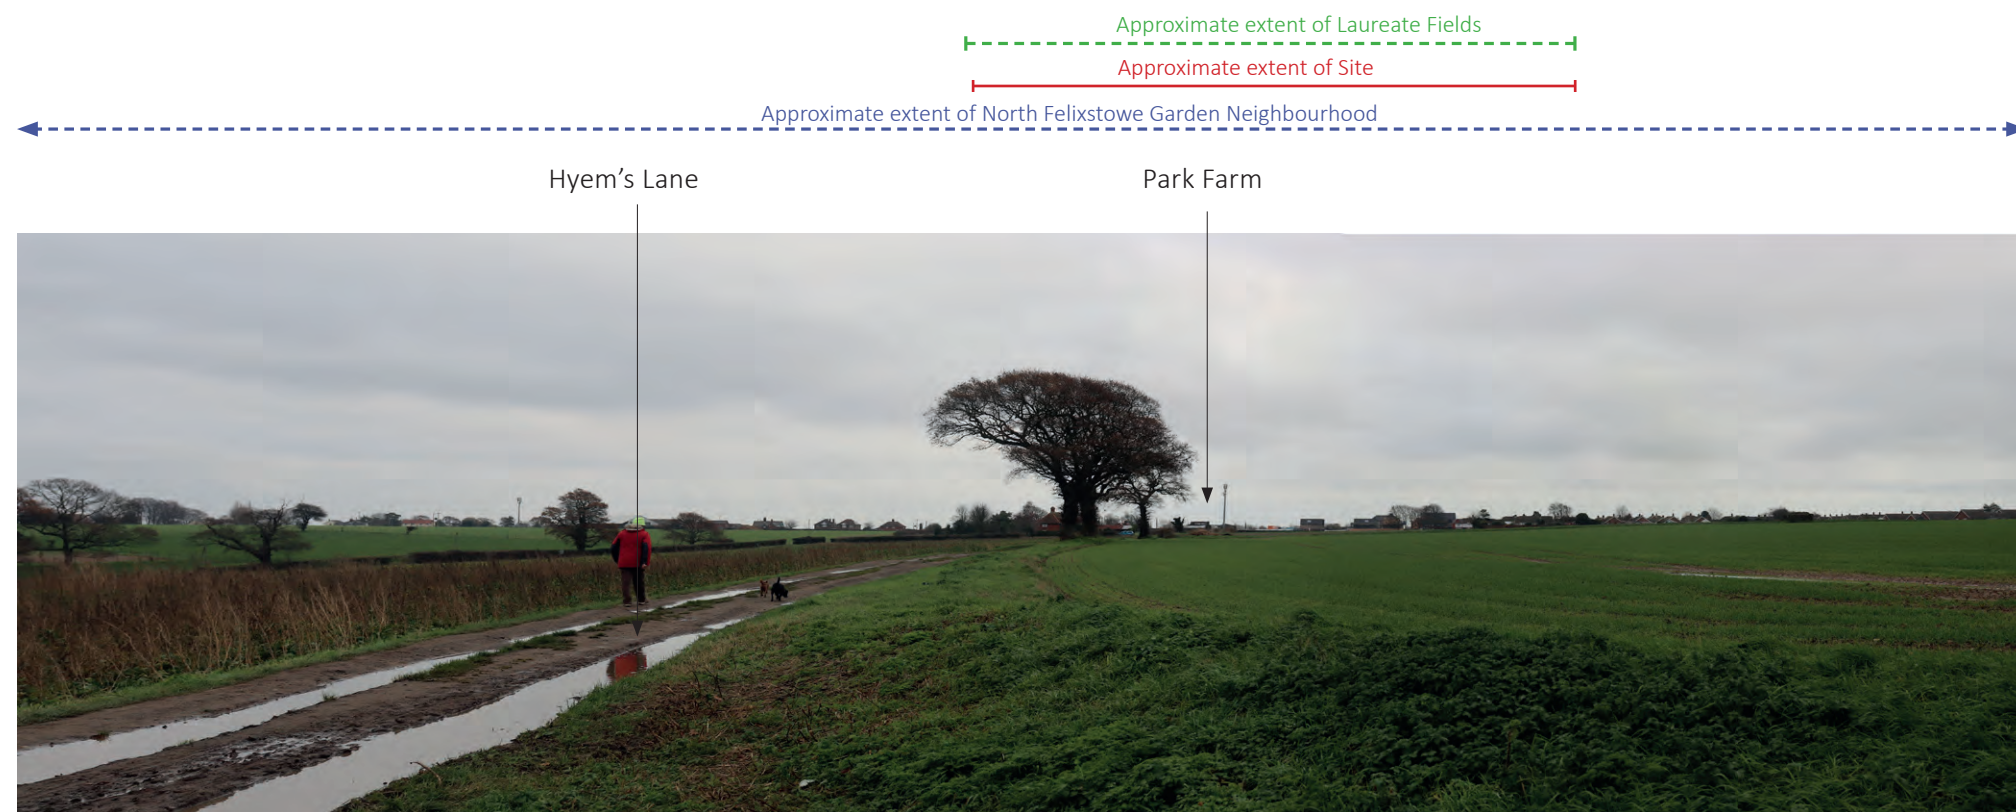 Approximate extent of Laureate Fields
Approximate extent of Site
Approximate extent of North Felixstowe Garden Neighbourhood
Hyem’s Lane
Park Farm